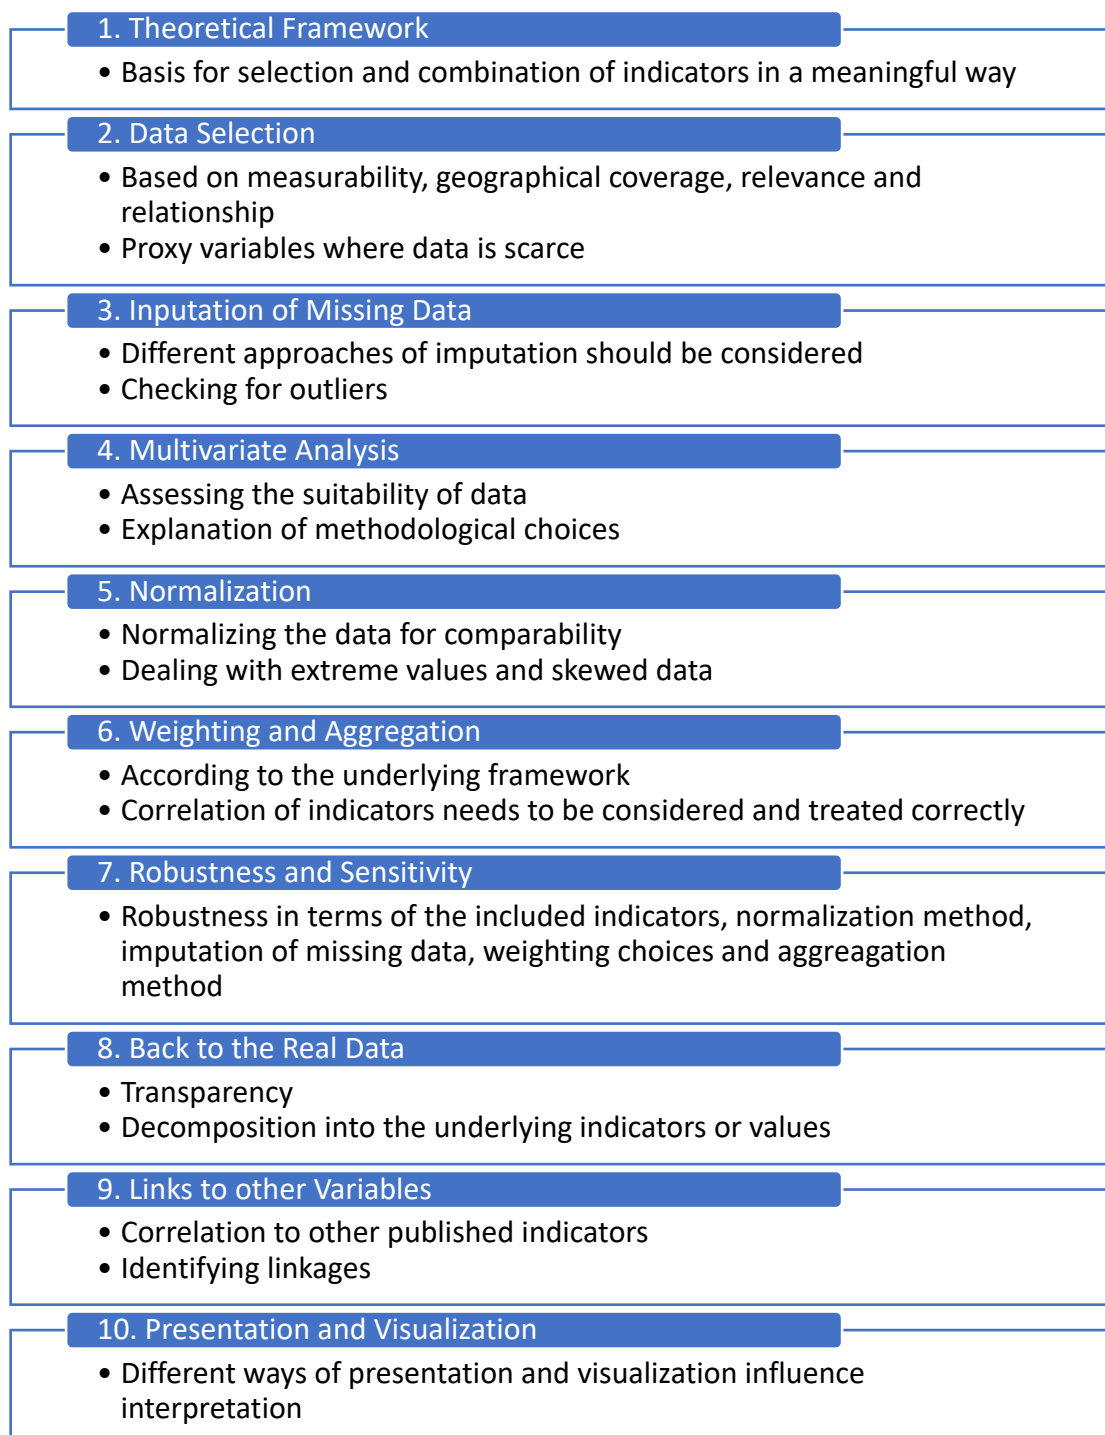 1. Theoretical Framework
• Basis for selection and combination of indicators in a meaningful way
2. Data Selection
• Based on measurability, geographical coverage, relevance and
relationship
• Proxy variables where data is scarce
3. Inputation of Missing Data
• Different approaches of imputation should be considered
• Checking for outliers
4. Multivariate Analysis
• Assessing the suitability of data
• Explanation of methodological choices
5. Normalization
• Normalizing the data for comparability
• Dealing with extreme values and skewed data
6. Weighting and Aggregation
• According to the underlying framework
• Correlation of indicators needs to be considered and treated correctly
7. Robustness and Sensitivity
• Robustness in terms of the included indicators, normalization method,
imputation of missing data, weighting choices and aggreagation
method
8. Back to the Real Data
• Transparency
• Decomposition into the underlying indicators or values
9. Links to other Variables
• Correlation to other published indicators
• Identifying linkages
10. Presentation and Visualization
• Different ways of presentation and visualization influence
interpretation